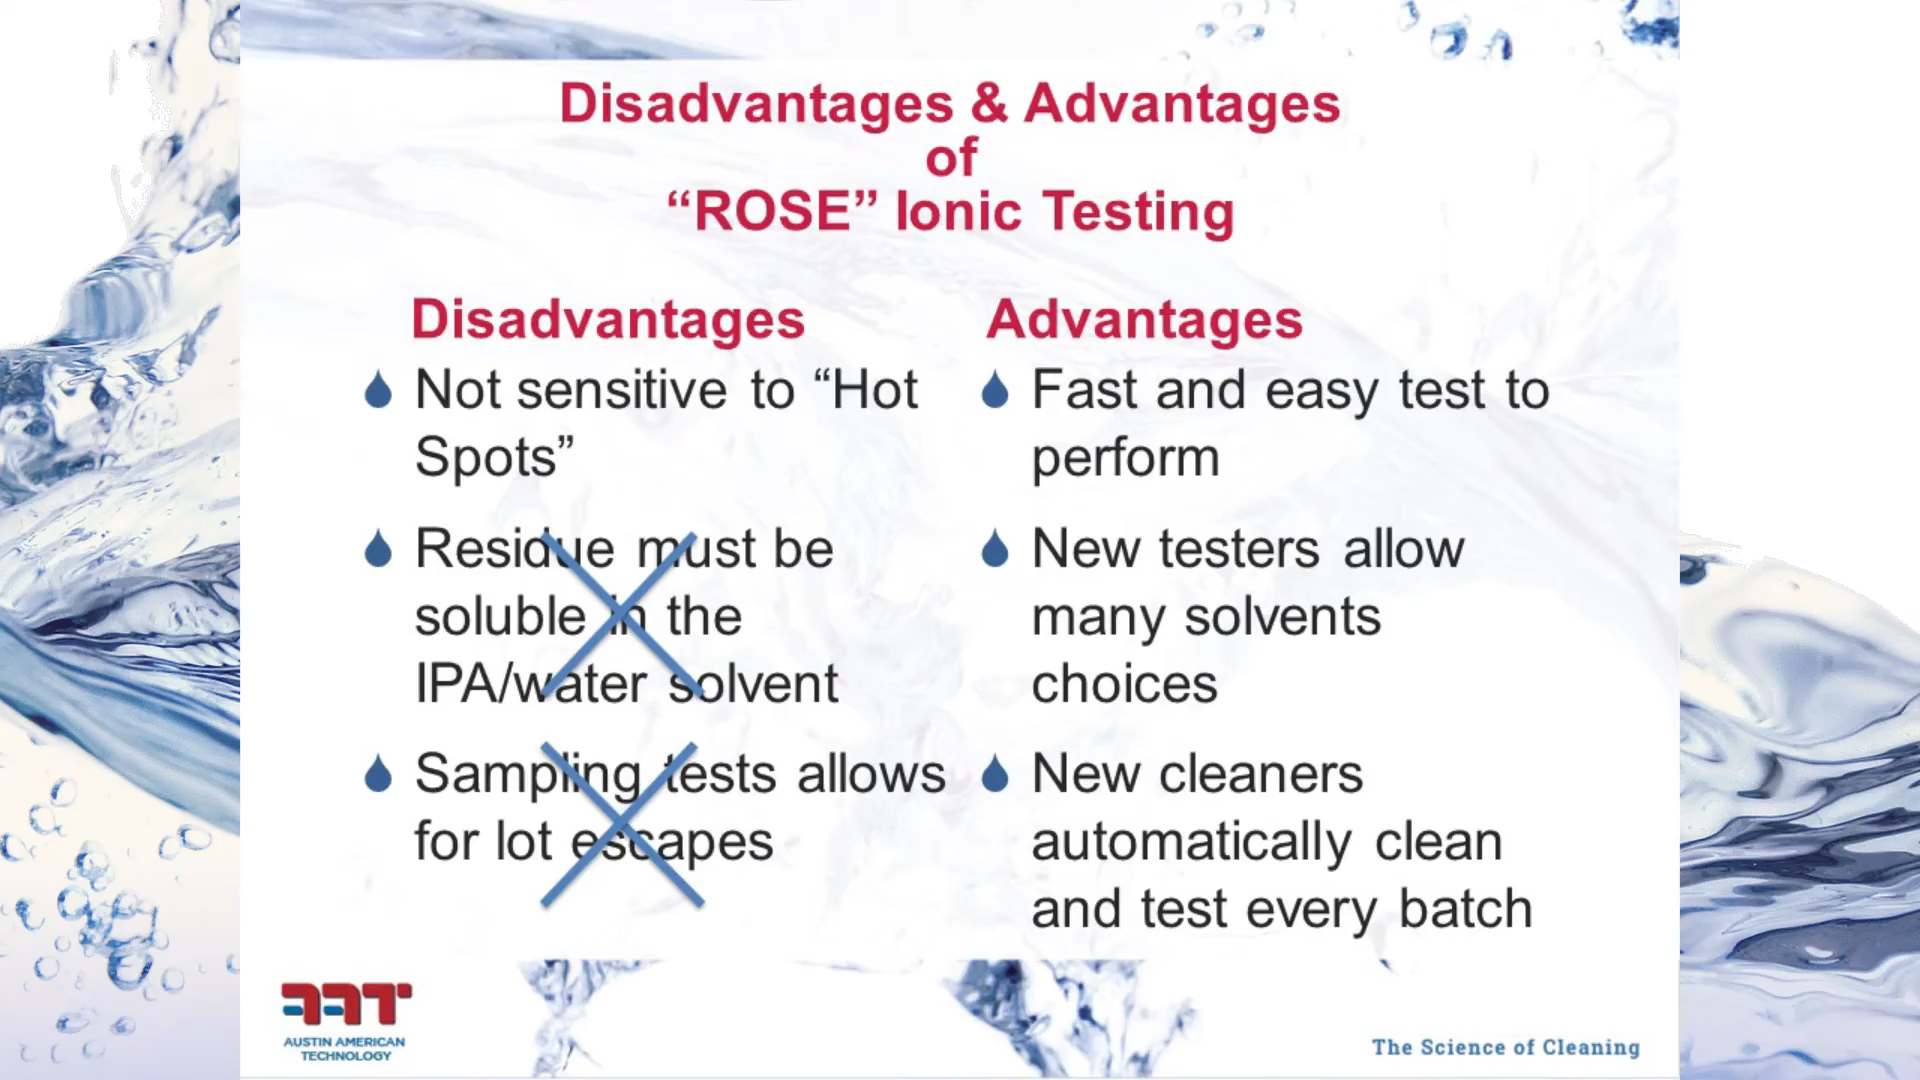 Disadvantages & Advantages
of
“ROSE” Ionic Testing
Disadvantages
Not sensitive to “Hot
Spots”
Residue must be
soluble in the
IPA/water solvent
Sampling tests allows
for lot escapes
Advantages
Fast and easy test to
perform
New testers allow
many solvents
choices
New cleaners
automatically clean
and test every batch
AAT
AUSTIN AMERICAN
TECHNOLOGY
The Science of Cleaning